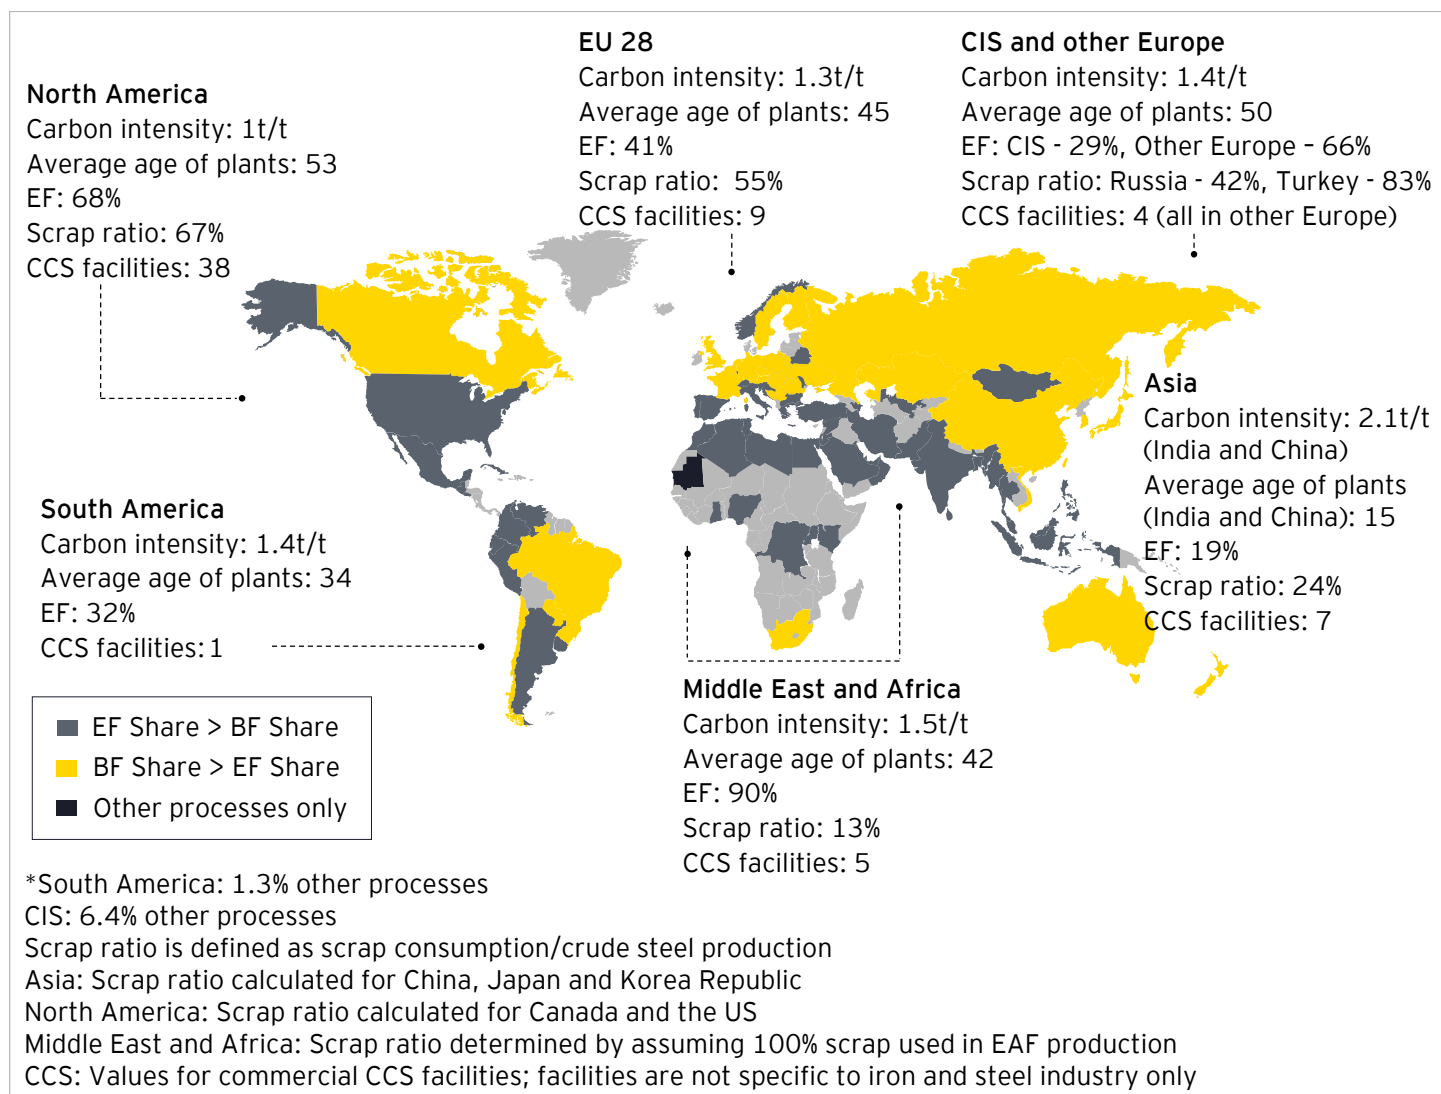 North America
Carbon intensity: 1t/t
Average age of plants: 53
EF: 68%
Scrap ratio: 67%
CCS facilities: 38
EU 28
Carbon intensity: 1.3t/t
Average age of plants: 45
EF: 41%
Scrap ratio: 55%
CCS facilities: 9
CIS and other Europe
Carbon intensity: 1.4t/t
Average age of plants: 50
EF: CIS - 29%, Other Europe – 66%
Scrap ratio: Russia - 42%, Turkey - 83%
CCS facilities: 4 (all in other Europe)
Asia
Carbon intensity: 2.1t/t
(India and China)
Average age of plants
(India and China): 15
EF: 19%
Scrap ratio: 24%
CCS facilities: 7
South America
Carbon intensity: 1.4t/t
Average age of plants: 34
EF: 32%
CCS facilities: 1
Middle East and Africa
Carbon intensity: 1.5t/t
Average age of plants: 42
EF: 90%
Scrap ratio: 13%
CCS facilities: 5
EF Share > BF Share
BF Share > EF Share
Other processes only
*South America: 1.3% other processes
CIS: 6.4% other processes
Scrap ratio is defined as scrap consumption/crude steel production
Asia: Scrap ratio calculated for China, Japan and Korea Republic
North America: Scrap ratio calculated for Canada and the US
Middle East and Africa: Scrap ratio determined by assuming 100% scrap used in EAF production
CCS: Values for commercial CCS facilities; facilities are not specific to iron and steel industry only